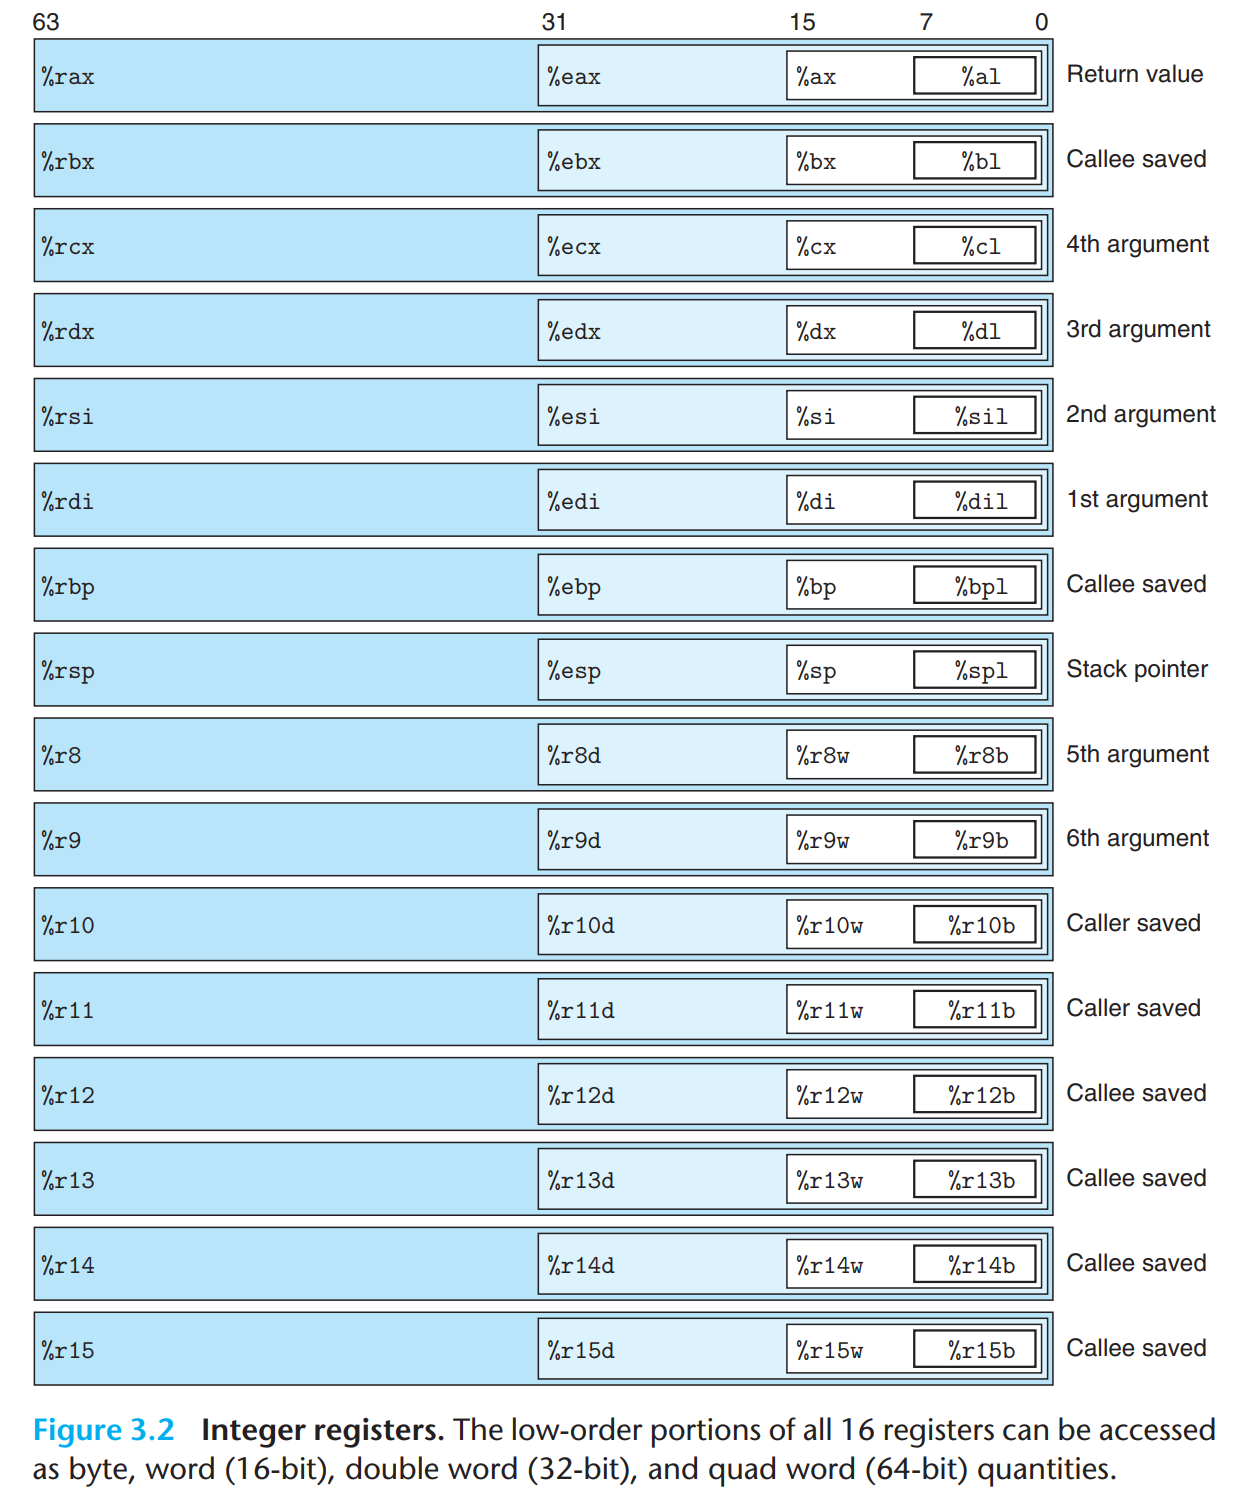 63 31 15 7 0
%rax %eax %ax %al Return value
%rbx %ebx %bx %bl Callee saved
%rcx %ecx %cx %cl 4th argument
%rdx %edx %dx %dl 3rd argument
%rsi %esi %si %sil 2nd argument
%rdi %edi %di %dil 1st argument
%rbp %ebp %bp %bpl Callee saved
%rsp %esp %sp %spl Stack pointer
%r8 %r8d %r8w %r8b 5th argument
%r9 %r9d %r9w %r9b 6th argument
%r10 %r10d %r10w %r10b Caller saved
%r11 %r11d %r11w %r11b Caller saved
%r12 %r12d %r12w %r12b Callee saved
%r13 %r13d %r13w %r13b Callee saved
%r14 %r14d %r14w %r14b Callee saved
%r15 %r15d %r15w %r15b Callee saved
Figure 3.2 Integer registers. The low-order portions of all 16 registers can be accessed
as byte, word (16-bit), double word (32-bit), and quad word (64-bit) quantities.